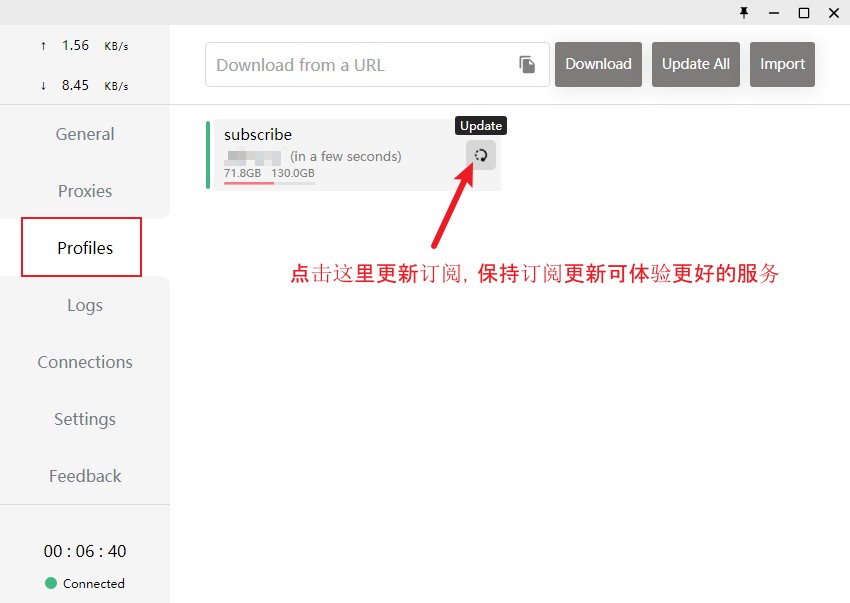 ↑ 1.56 KB/s
↓ 8.45 KB/s
General
Proxies
Profiles
Logs
Connections
Settings
Feedback
00 : 06 : 40
Connected
Download from a URL
Download
Update All
Import
subscribe
(in a few seconds)
71.8GB 130.0GB
Update
点击这里更新订阅, 保持订阅更新可体验更好的服务